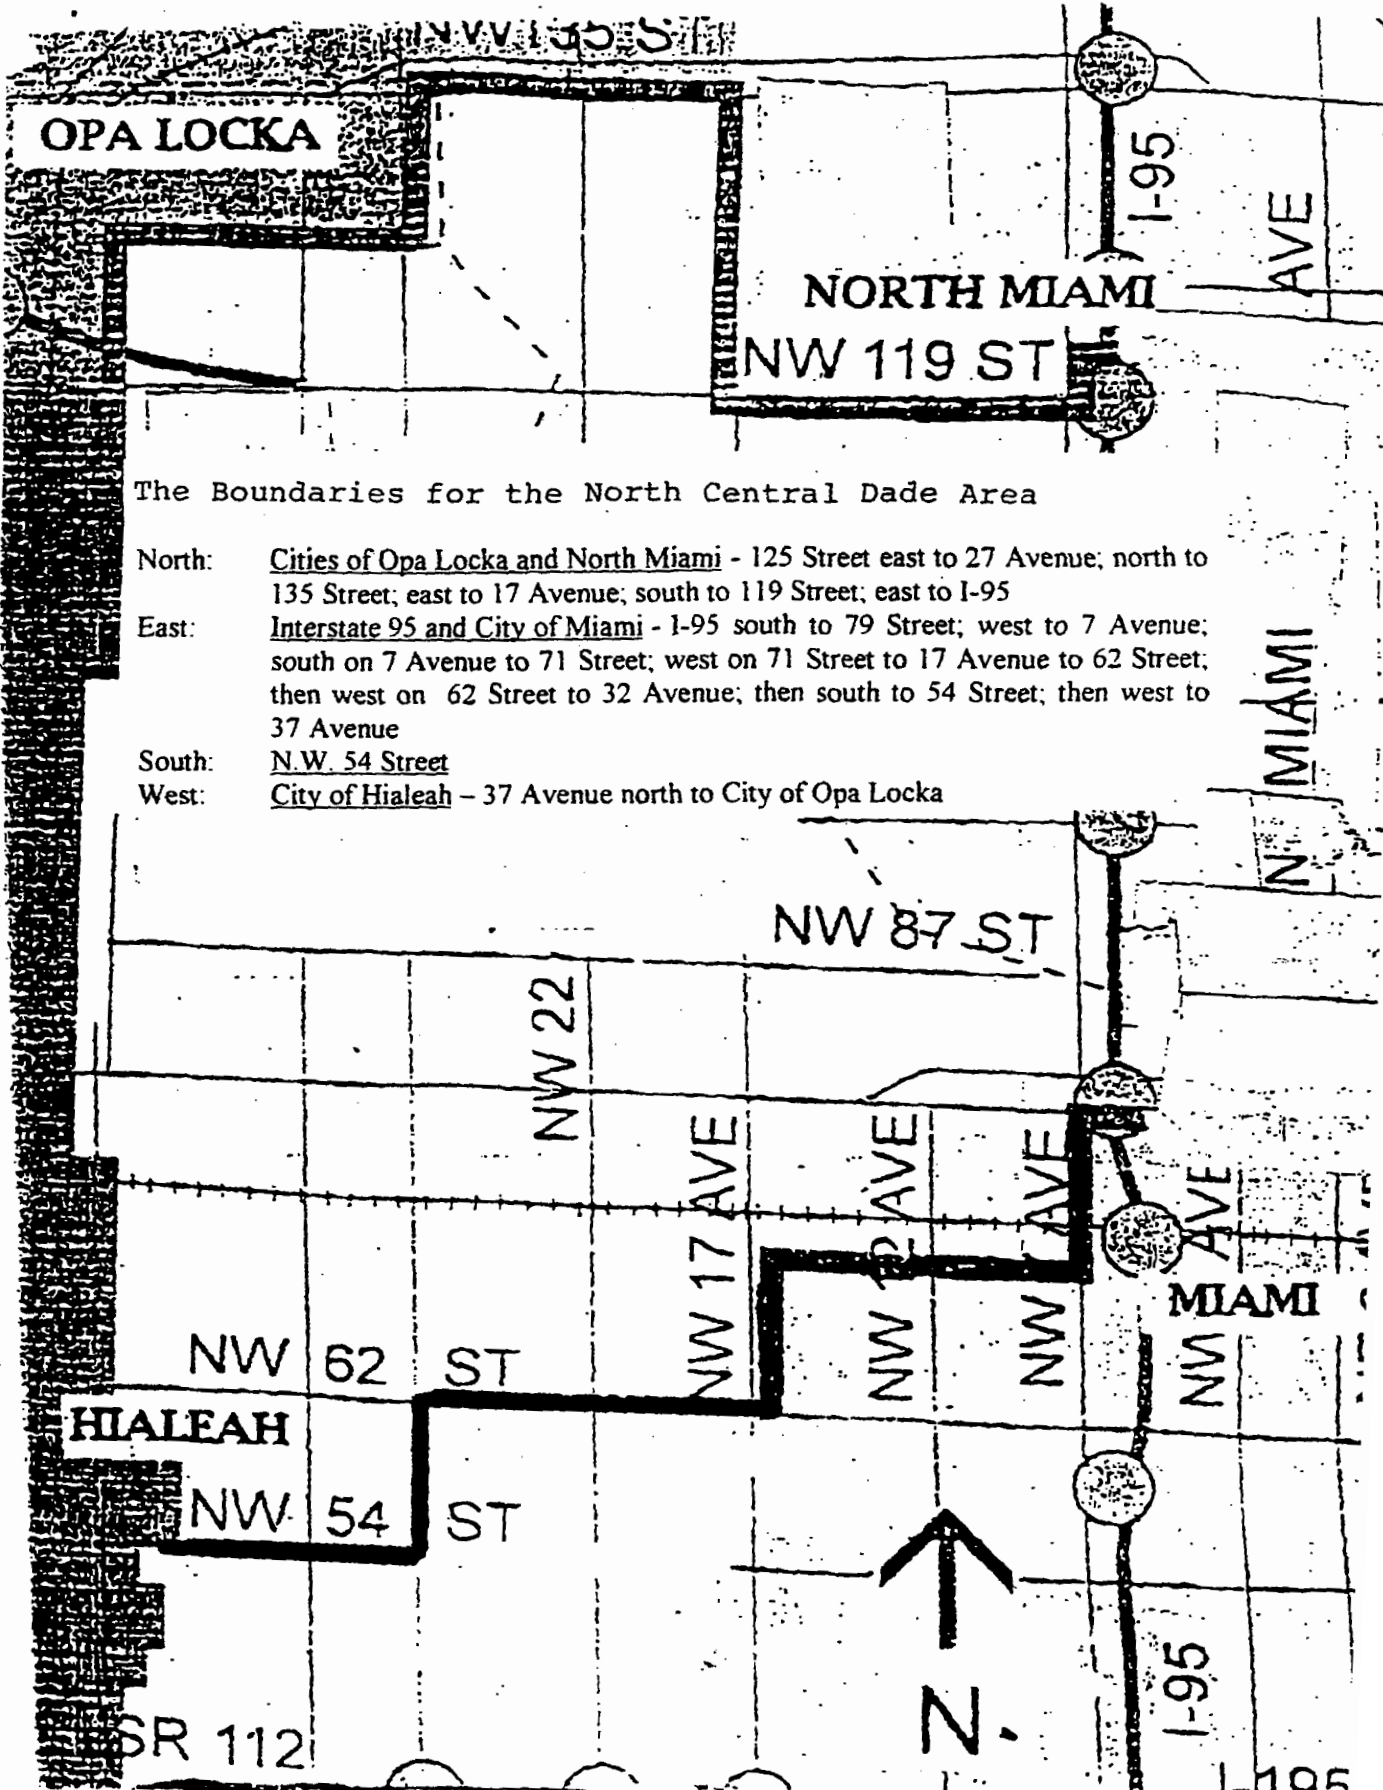 NW 135 ST
OPA LOCKA
I-95
AVE
NORTH MIAMI
NW 119 ST
The Boundaries for the North Central Dade Area
North: Cities of Opa Locka and North Miami - 125 Street east to 27 Avenue; north to
135 Street; east to 17 Avenue; south to 119 Street; east to I-95
East: Interstate 95 and City of Miami - I-95 south to 79 Street; west to 7 Avenue;
south on 7 Avenue to 71 Street; west on 71 Street to 17 Avenue to 62 Street;
then west on 62 Street to 32 Avenue; then south to 54 Street; then west to
37 Avenue
South: N.W. 54 Street
West: City of Hialeah – 37 Avenue north to City of Opa Locka
N MIAMI
NW 87 ST
NW 22
NW 17 AVE
NW 12 AVE
NW AVE
NW AVE
MIAMI
NW 62 ST
HIALEAH
NW 54 ST
N
I-95
SR 112
I-195